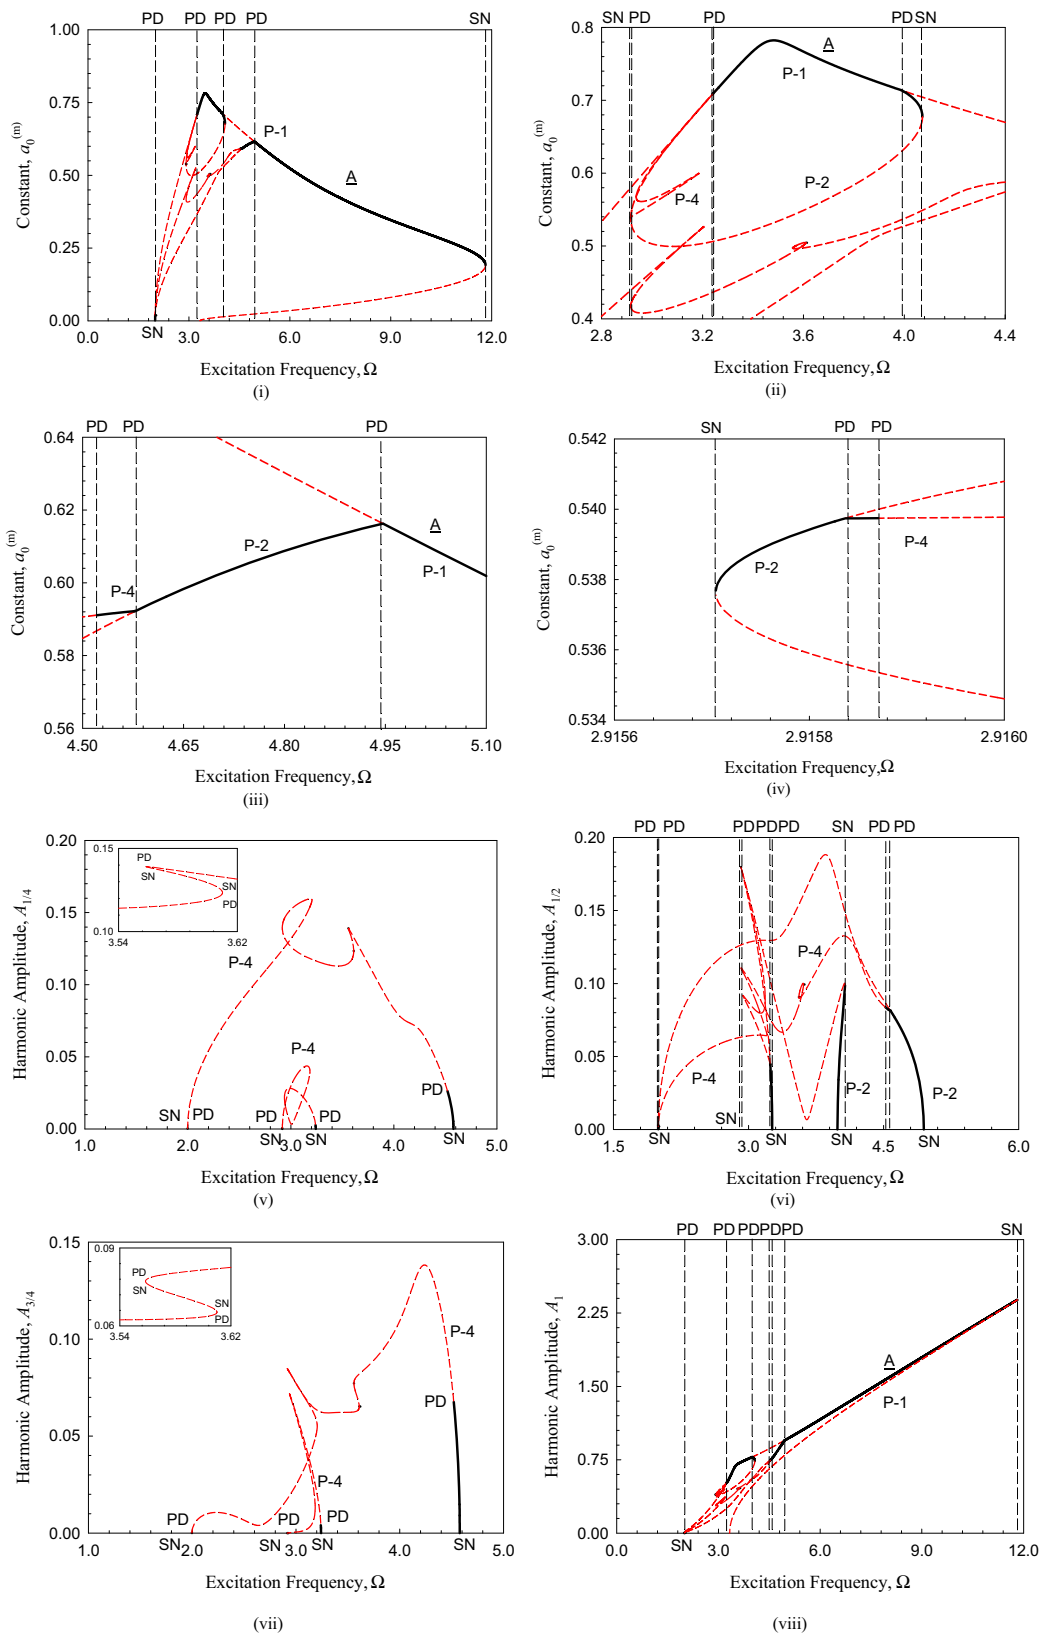 PD PD PD PD SN
1.00
0.75
0.50
0.25
0.00
Constant, a₀⁽ᵐ⁾
P-1
A
SN
0.0 3.0 6.0 9.0 12.0
Excitation Frequency, Ω
(i)
SN PD PD PD SN
0.8
0.7
0.6
0.5
0.4
Constant, a₀⁽ᵐ⁾
A
P-1
P-2
P-4
2.8 3.2 3.6 4.0 4.4
Excitation Frequency, Ω
(ii)
PD PD PD
0.64
0.62
0.60
0.58
0.56
Constant, a₀⁽ᵐ⁾
A
P-2
P-1
P-4
4.50 4.65 4.80 4.95 5.10
Excitation Frequency, Ω
(iii)
SN PD PD
0.542
0.540
0.538
0.536
0.534
Constant, a₀⁽ᵐ⁾
P-2
P-4
2.9156 2.9158 2.9160
Excitation Frequency, Ω
(iv)
0.20
0.15
0.10
0.05
0.00
Harmonic Amplitude, A₁/₄
0.15
0.10
PD
SN
SN
PD
3.54 3.62
P-4
P-4
SN PD PD PD PD
SN SN SN
1.0 2.0 3.0 4.0 5.0
Excitation Frequency, Ω
(v)
PD PD PD PD PD SN PD PD
0.20
0.15
0.10
0.05
0.00
Harmonic Amplitude, A₁/₂
P-4
P-4
P-2
P-2
SN
SN SN SN SN
1.5 3.0 4.5 6.0
Excitation Frequency, Ω
(vi)
0.15
0.10
0.05
0.00
Harmonic Amplitude, A₃/₄
0.09
0.06
PD
SN
SN
PD
3.54 3.62
P-4
PD
P-4
PD PD PD
SN SN SN SN
1.0 2.0 3.0 4.0 5.0
Excitation Frequency, Ω
(vii)
PD PD PD PD PD SN
3.00
2.25
1.50
0.75
0.00
Harmonic Amplitude, A₁
A
P-1
SN
0.0 3.0 6.0 9.0 12.0
Excitation Frequency, Ω
(viii)